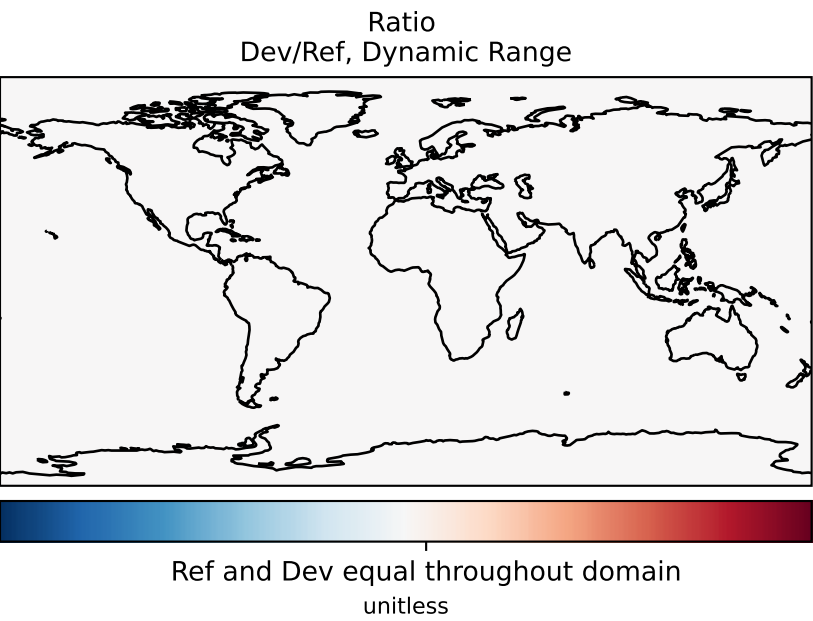 Ratio
Dev/Ref, Dynamic Range
Ref and Dev equal throughout domain
unitless